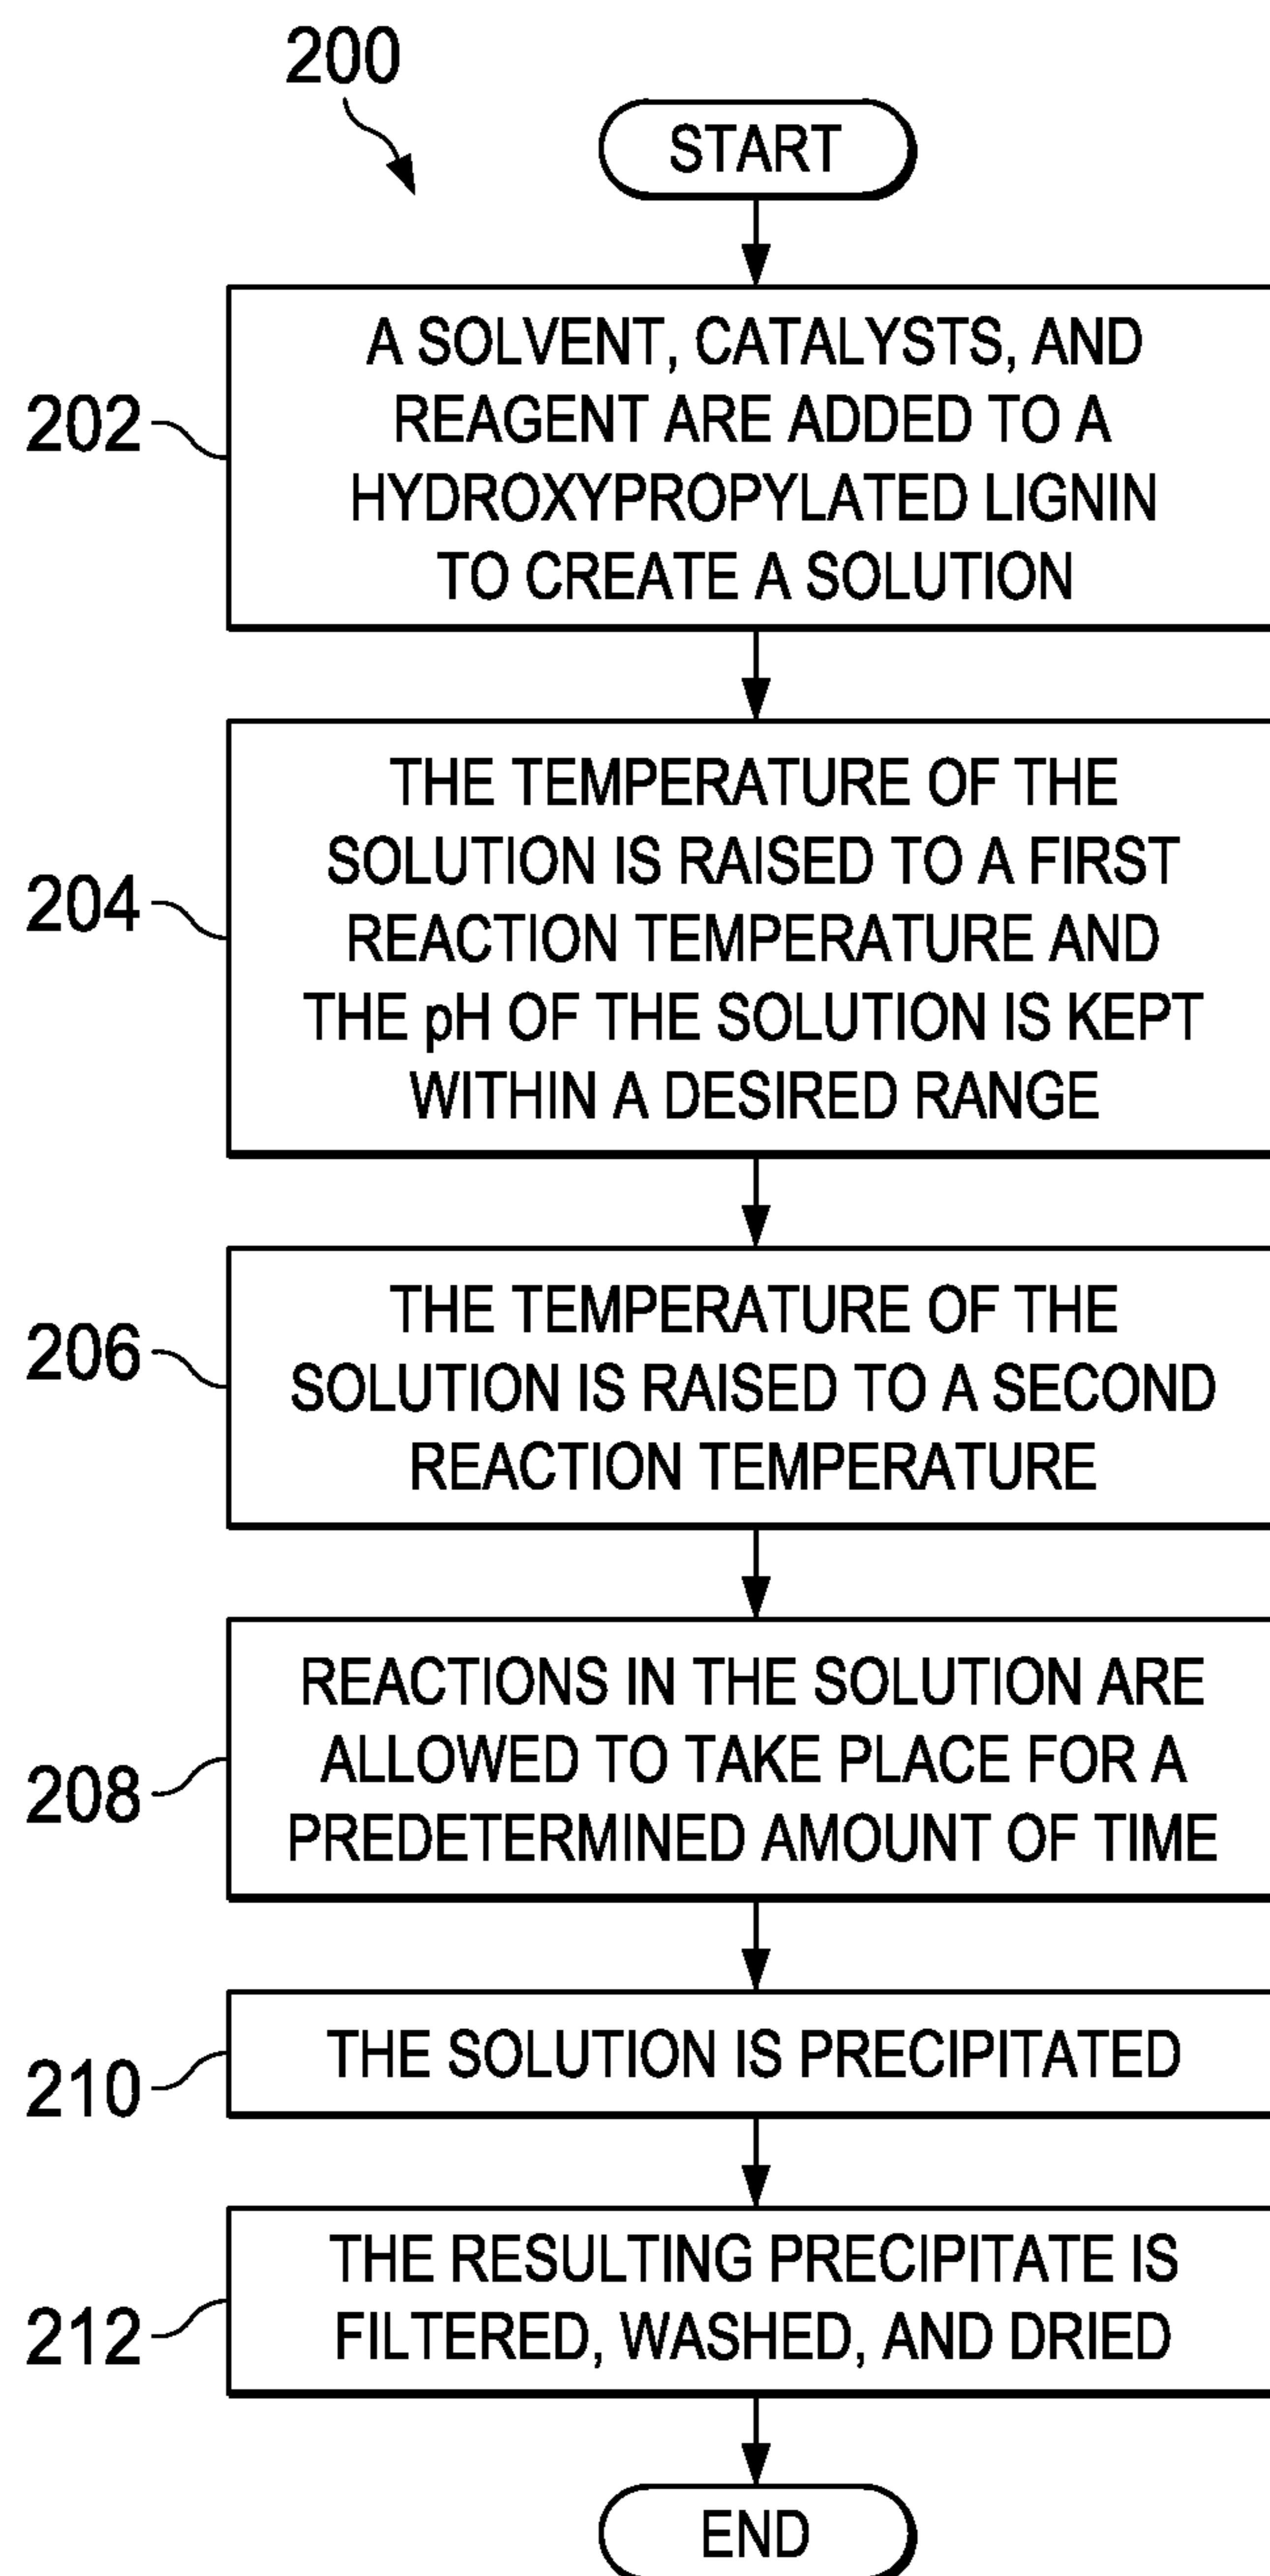 200
START
202
A SOLVENT, CATALYSTS, AND
REAGENT ARE ADDED TO A
HYDROXYPROPYLATED LIGNIN
TO CREATE A SOLUTION
204
THE TEMPERATURE OF THE
SOLUTION IS RAISED TO A FIRST
REACTION TEMPERATURE AND
THE pH OF THE SOLUTION IS KEPT
WITHIN A DESIRED RANGE
206
THE TEMPERATURE OF THE
SOLUTION IS RAISED TO A SECOND
REACTION TEMPERATURE
208
REACTIONS IN THE SOLUTION ARE
ALLOWED TO TAKE PLACE FOR A
PREDETERMINED AMOUNT OF TIME
210
THE SOLUTION IS PRECIPITATED
212
THE RESULTING PRECIPITATE IS
FILTERED, WASHED, AND DRIED
END